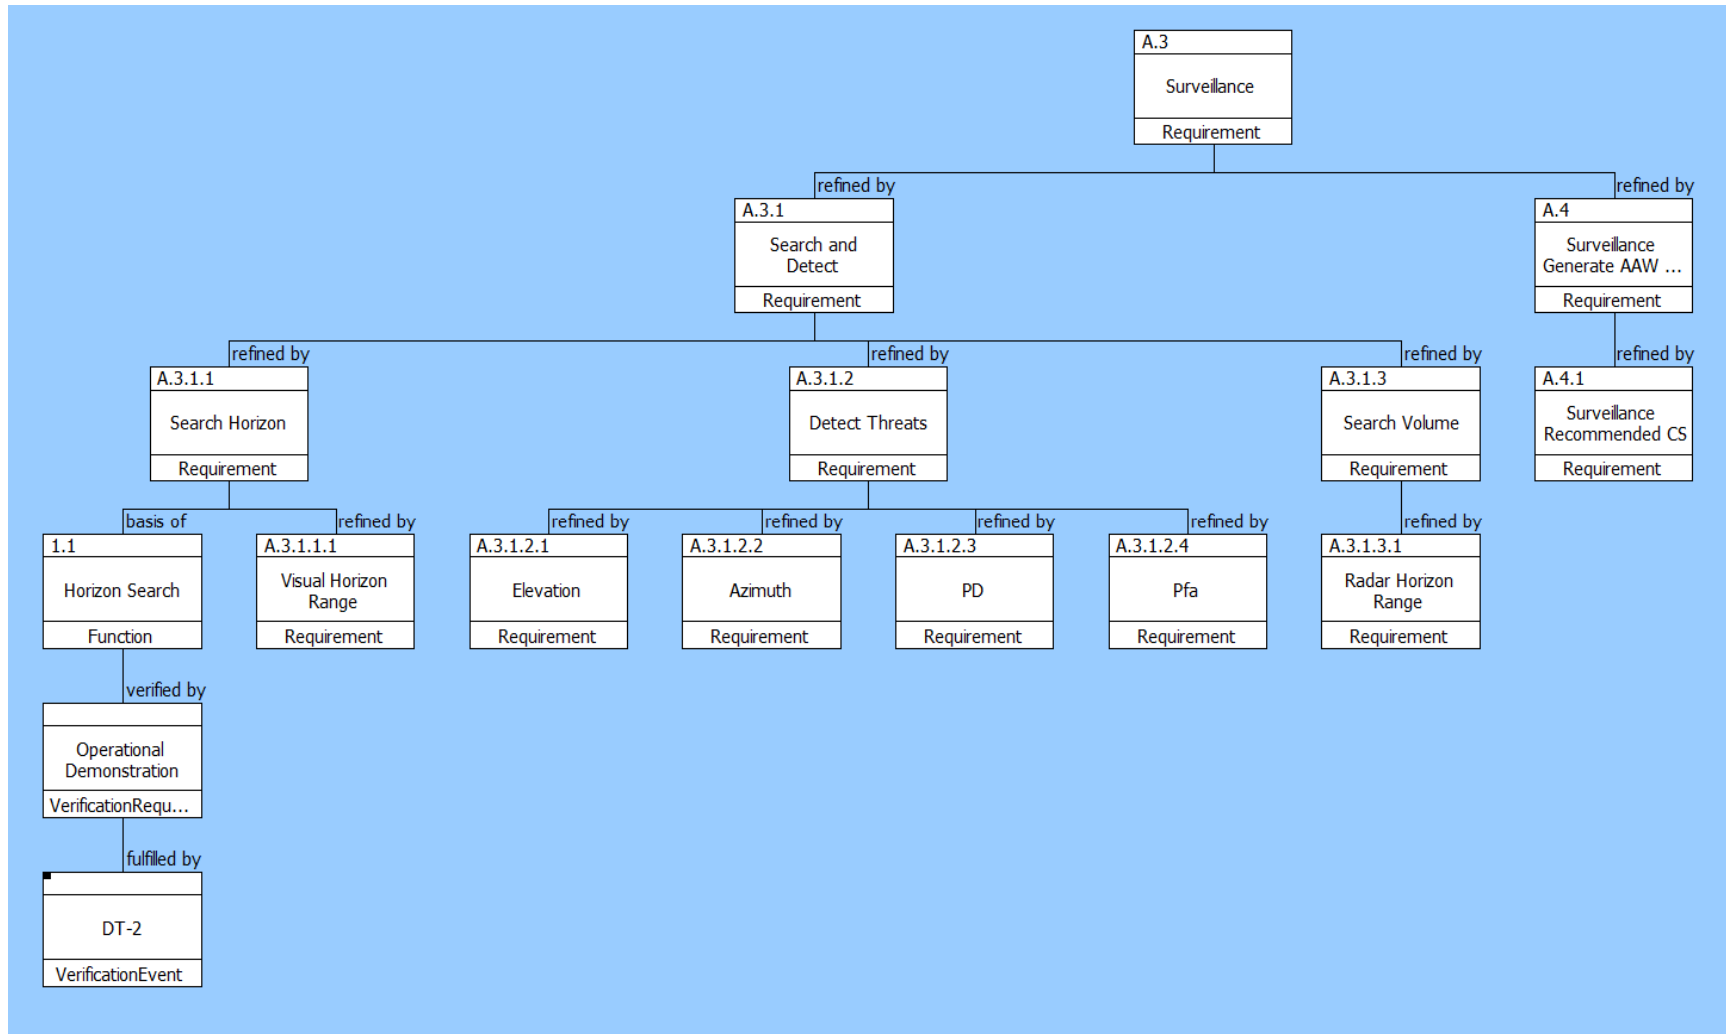 A.3
Surveillance
Requirement
refined by
refined by
A.3.1
Search and
Detect
Requirement
A.4
Surveillance
Generate AAW ...
Requirement
refined by
refined by
refined by
refined by
A.3.1.1
Search Horizon
Requirement
A.3.1.2
Detect Threats
Requirement
A.3.1.3
Search Volume
Requirement
A.4.1
Surveillance
Recommended CS
Requirement
basis of
refined by
refined by
refined by
refined by
refined by
refined by
1.1
Horizon Search
Function
A.3.1.1.1
Visual Horizon
Range
Requirement
A.3.1.2.1
Elevation
Requirement
A.3.1.2.2
Azimuth
Requirement
A.3.1.2.3
PD
Requirement
A.3.1.2.4
Pfa
Requirement
A.3.1.3.1
Radar Horizon
Range
Requirement
verified by
Operational
Demonstration
VerificationRequ...
fulfilled by
DT-2
VerificationEvent